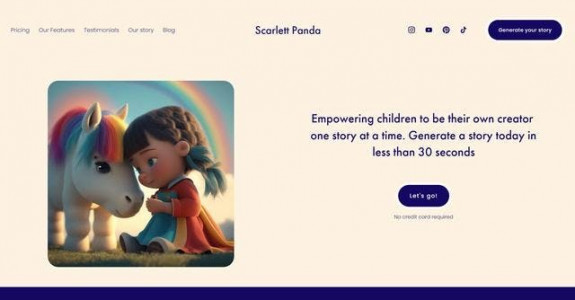 Pricing Our Features Testimonials Our story Blog Scarlett Panda Generate your story
Empowering children to be their own creator
one story at a time. Generate a story today in
less than 30 seconds
Let's go!
No credit card required